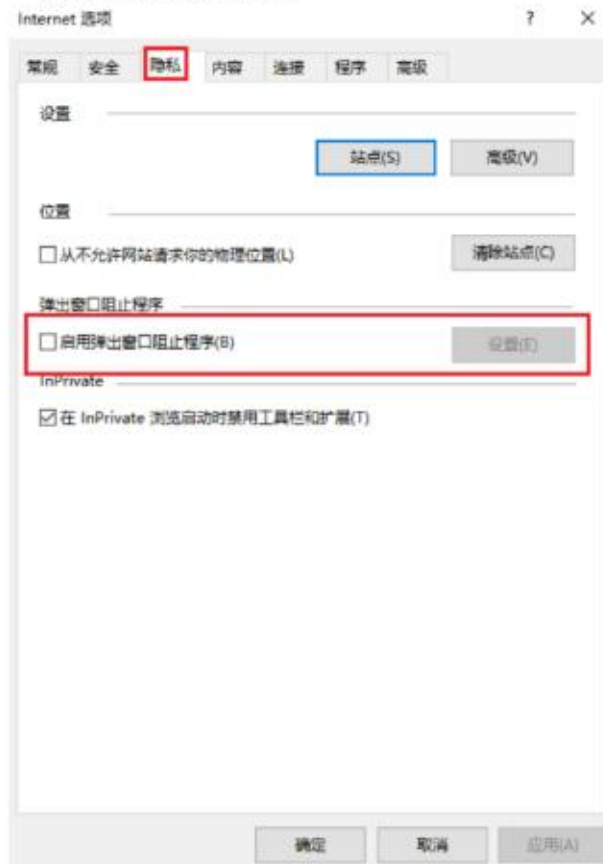 Internet 选项 ? ×
常规 安全 隐私 内容 连接 程序 高级
设置
站点(S) 高级(V)
位置
从不允许网站请求你的物理位置(L) 清除站点(C)
弹出窗口阻止程序
启用弹出窗口阻止程序(B) 设置(E)
InPrivate
在 InPrivate 浏览启动时禁用工具栏和扩展(T)
确定 取消 应用(A)